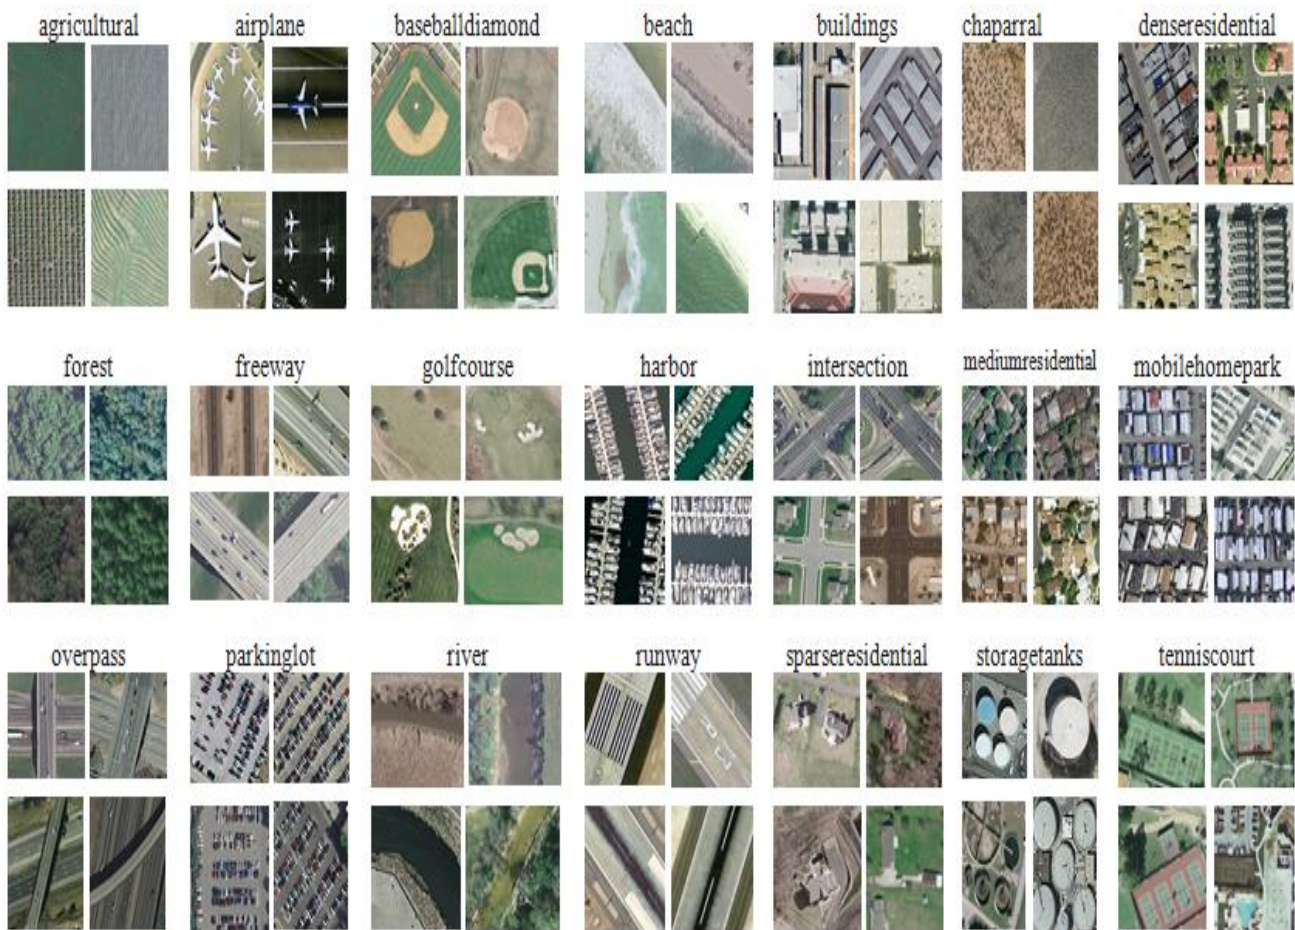 agricultural airplane baseballdiamond beach buildings chaparral denseresidential
forest freeway golfcourse harbor intersection mediumresidential mobilehomepark
overpass parkinglot river runway sparseresidential storagetanks tenniscourt